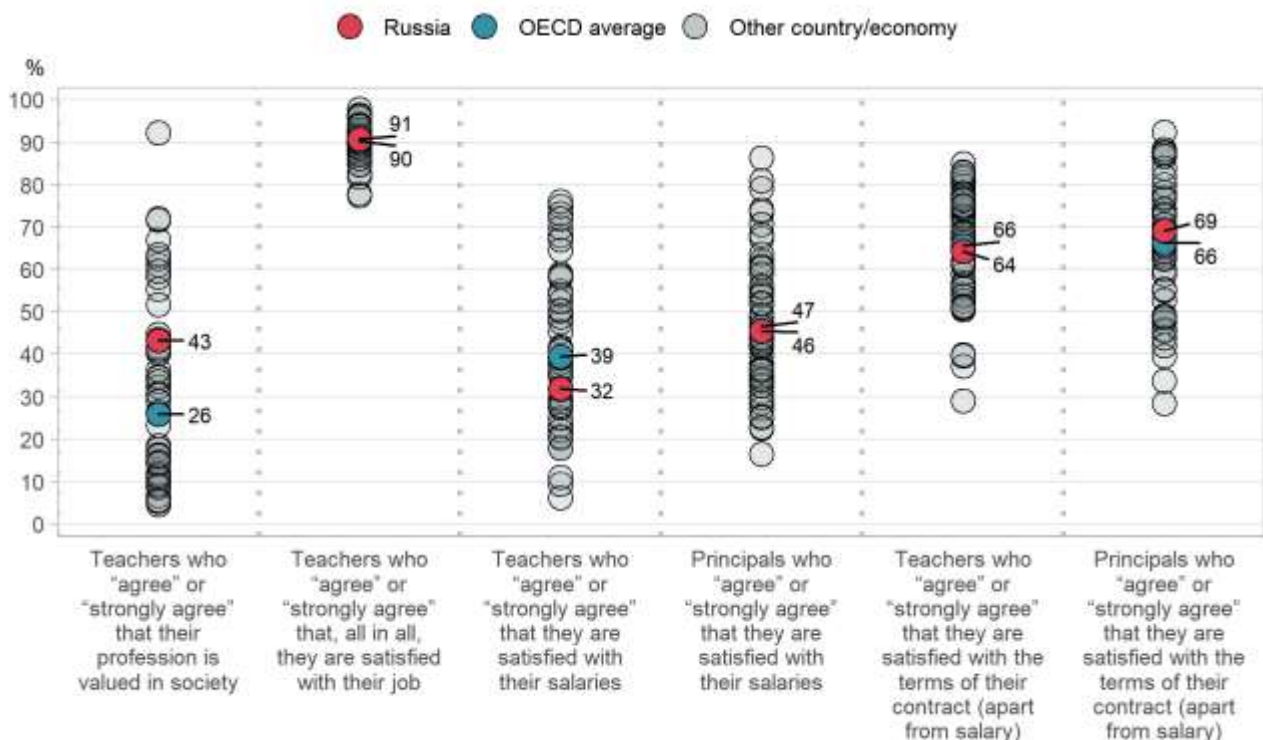 Russia OECD average Other country/economy
%
100
90
80
70
60
50
40
30
20
10
0
43
26
91
90
39
32
47
46
66
64
69
66
Teachers who
“agree” or
“strongly agree”
that their
profession is
valued in society
Teachers who
“agree” or
“strongly agree”
that, all in all,
they are satisfied
with their job
Teachers who
“agree” or
“strongly agree”
that they are
satisfied with
their salaries
Principals who
“agree” or
“strongly agree”
that they are
satisfied with
their salaries
Teachers who
“agree” or
“strongly agree”
that they are
satisfied with the
terms of their
contract (apart
from salary)
Principals who
“agree” or
“strongly agree”
that they are
satisfied with the
terms of their
contract (apart
from salary)